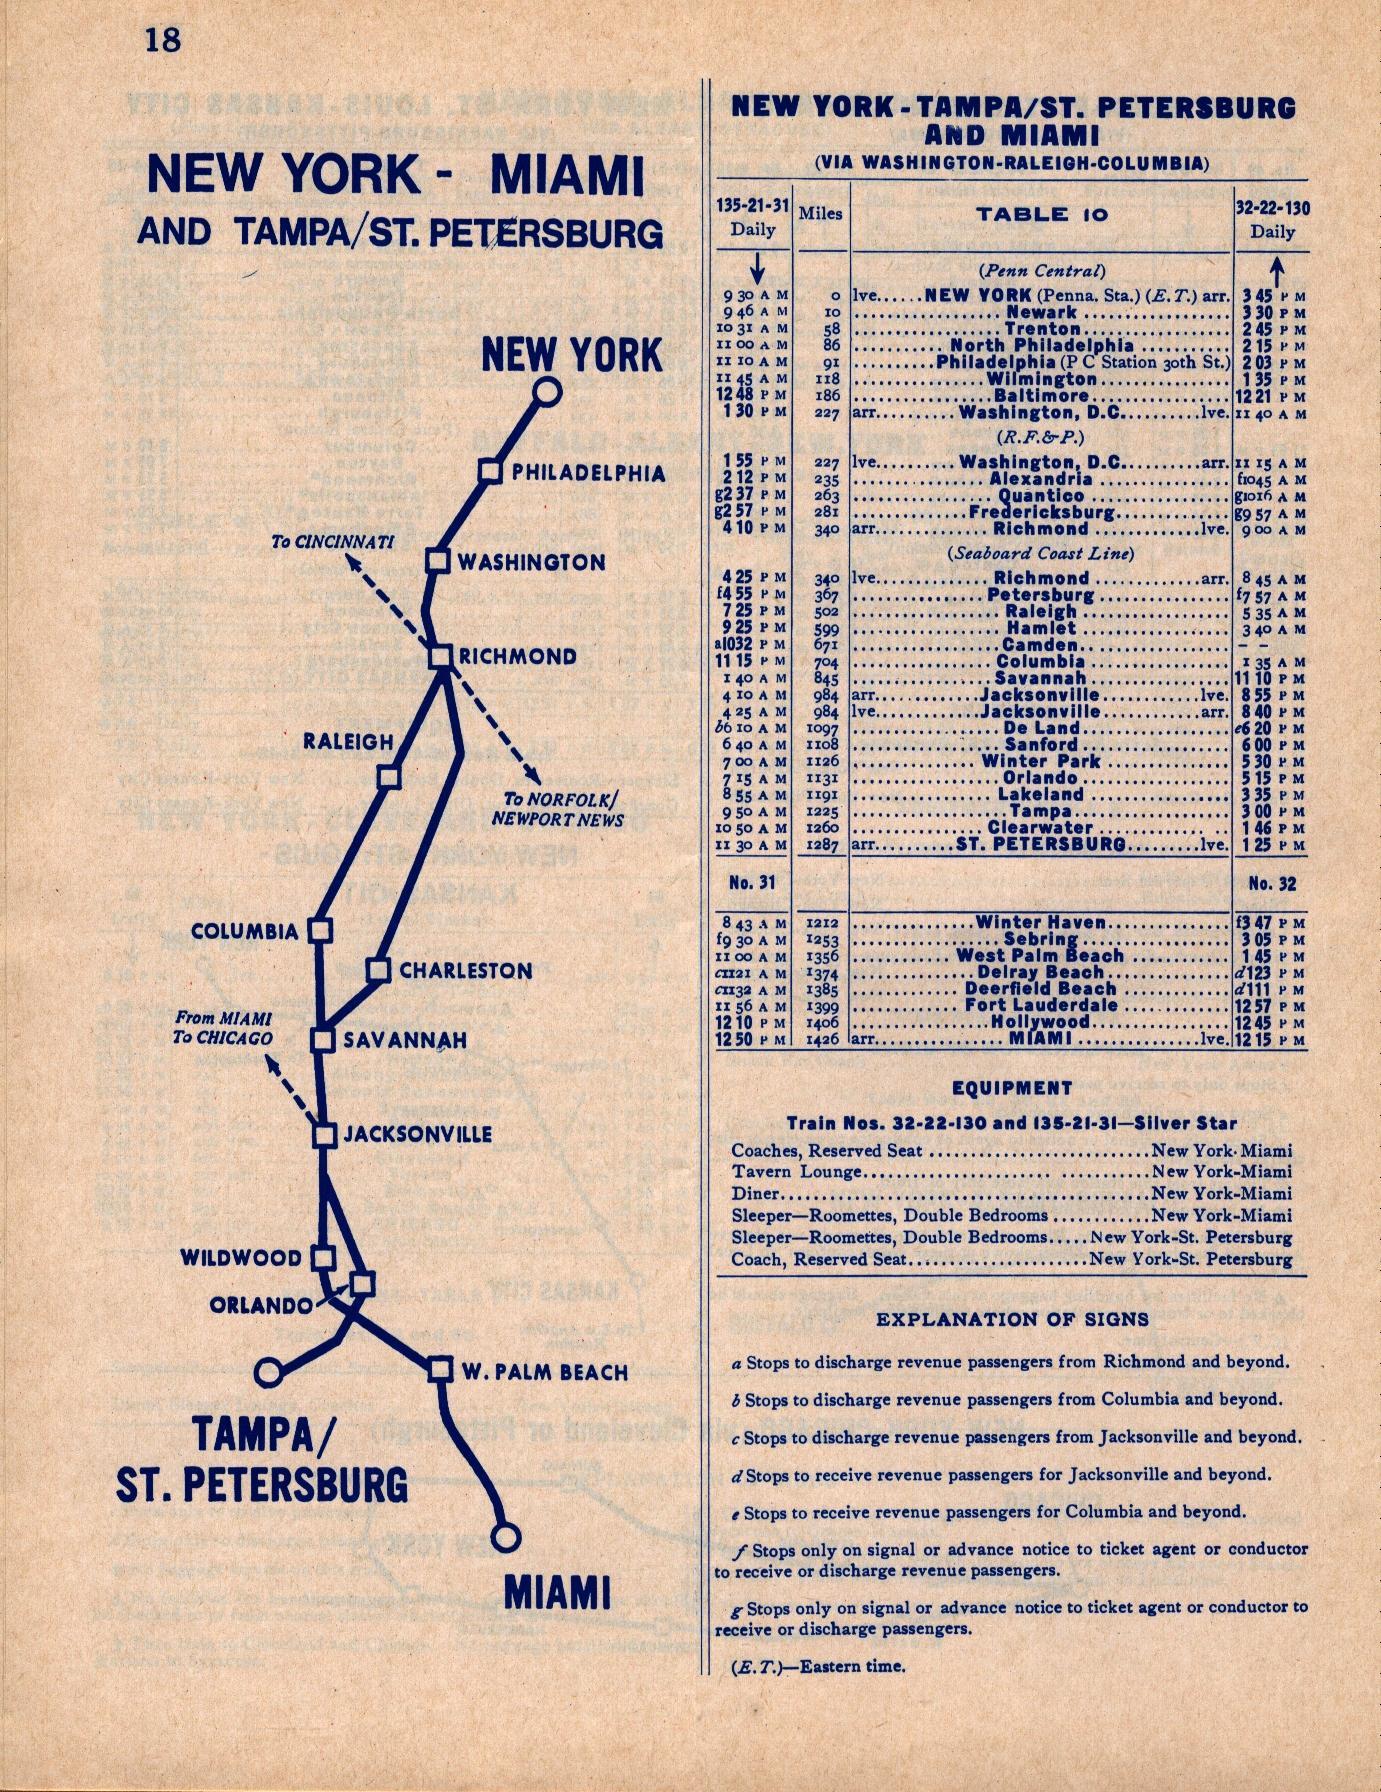 18
NEW YORK - MIAMI
AND TAMPA/ST. PETERSBURG
NEW YORK
PHILADELPHIA
To CINCINNATI
WASHINGTON
RICHMOND
RALEIGH
To NORFOLK/
NEWPORT NEWS
COLUMBIA
CHARLESTON
From MIAMI
To CHICAGO
SAVANNAH
JACKSONVILLE
WILDWOOD
ORLANDO
W. PALM BEACH
TAMPA/
ST. PETERSBURG
MIAMI
NEW YORK-TAMPA/ST. PETERSBURG
AND MIAMI
(VIA WASHINGTON-RALEIGH-COLUMBIA)
135-21-31 Daily Miles TABLE 10 32-22-130 Daily
(Penn Central)
9 30 A M 0 lve......NEW YORK (Penna. Sta.) (E.T.) arr. 3 45 P M
9 46 A M 10 Newark 3 30 P M
10 31 A M 58 Trenton 2 45 P M
11 00 A M 86 North Philadelphia 2 15 P M
11 10 A M 91 Philadelphia (P C Station 30th St.) 2 03 P M
11 45 A M 118 Wilmington 1 35 P M
12 48 P M 186 Baltimore 12 21 P M
1 30 P M 227 arr. Washington, D.C. lve. 11 40 A M
(R.F.&P.)
1 55 P M 227 lve. Washington, D.C. arr. 11 15 A M
2 12 P M 235 Alexandria f10 45 A M
g2 37 P M 263 Quantico g10 16 A M
g2 57 P M 281 Fredericksburg g9 57 A M
4 10 P M 340 arr. Richmond lve. 9 00 A M
(Seaboard Coast Line)
4 25 P M 340 lve. Richmond arr. 8 45 A M
f4 55 P M 367 Petersburg f7 57 A M
7 25 P M 502 Raleigh 5 35 A M
9 25 P M 599 Hamlet 3 40 A M
a10 32 P M 671 Camden – –
11 15 P M 704 Columbia 1 35 A M
1 40 A M 845 Savannah 11 10 P M
4 10 A M 984 arr. Jacksonville lve. 8 55 P M
4 25 A M 984 lve. Jacksonville arr. 8 40 P M
b6 10 A M 1097 De Land e6 20 P M
6 40 A M 1108 Sanford 6 00 P M
7 00 A M 1126 Winter Park 5 30 P M
7 15 A M 1131 Orlando 5 15 P M
8 55 A M 1191 Lakeland 3 35 P M
9 50 A M 1225 Tampa 3 00 P M
10 50 A M 1260 Clearwater 1 46 P M
11 30 A M 1287 arr. ST. PETERSBURG lve. 1 25 P M
No. 31 No. 32
8 43 A M 1212 Winter Haven f3 47 P M
f9 30 A M 1253 Sebring 3 05 P M
11 00 A M 1356 West Palm Beach 1 45 P M
c11 21 A M 1374 Delray Beach d1 23 P M
c11 32 A M 1385 Deerfield Beach d1 11 P M
11 56 A M 1399 Fort Lauderdale 12 57 P M
12 10 P M 1406 Hollywood 12 45 P M
12 50 P M 1426 arr. MIAMI lve. 12 15 P M
EQUIPMENT
Train Nos. 32-22-130 and 135-21-31—Silver Star
Coaches, Reserved Seat New York-Miami
Tavern Lounge New York-Miami
Diner New York-Miami
Sleeper—Roomettes, Double Bedrooms New York-Miami
Sleeper—Roomettes, Double Bedrooms New York-St. Petersburg
Coach, Reserved Seat New York-St. Petersburg
EXPLANATION OF SIGNS
a Stops to discharge revenue passengers from Richmond and beyond.
b Stops to discharge revenue passengers from Columbia and beyond.
c Stops to discharge revenue passengers from Jacksonville and beyond.
d Stops to receive revenue passengers for Jacksonville and beyond.
e Stops to receive revenue passengers for Columbia and beyond.
f Stops only on signal or advance notice to ticket agent or conductor
to receive or discharge revenue passengers.
g Stops only on signal or advance notice to ticket agent or conductor to
receive or discharge passengers.
(E.T.)—Eastern time.